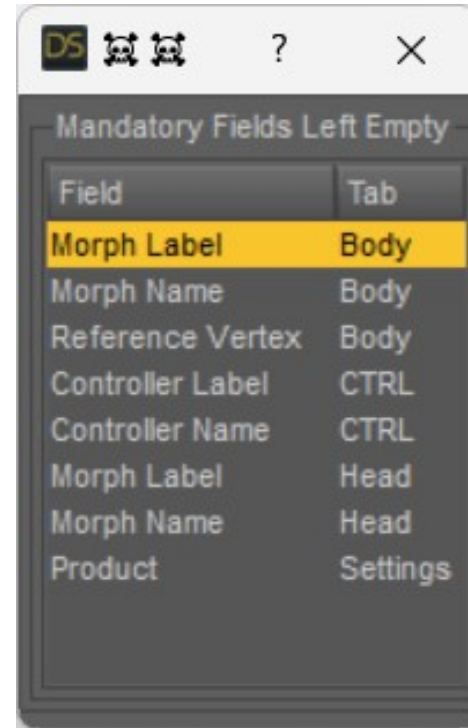 DS ☠☠ ?
Mandatory Fields Left Empty
Field Tab
Morph Label Body
Morph Name Body
Reference Vertex Body
Controller Label CTRL
Controller Name CTRL
Morph Label Head
Morph Name Head
Product Settings